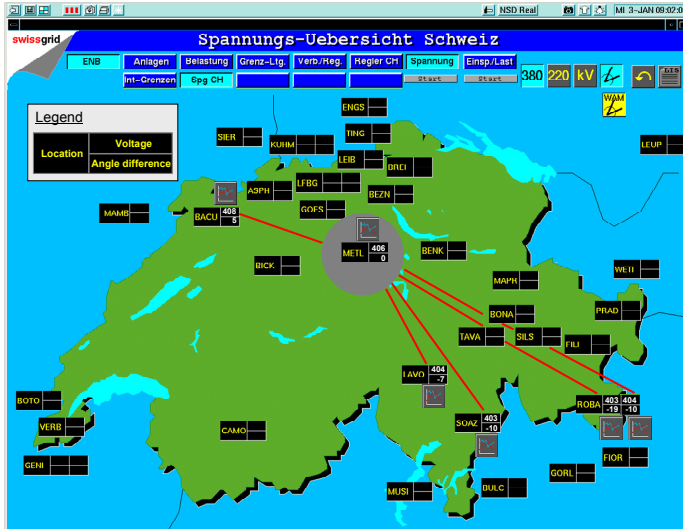 NSD Real MI 3-JAN 09:02:0
swissgrid
Spannungs-Uebersicht Schweiz
ENB Anlagen Belastung Grenz-Ltg. Verb/Reg. Regler CH Spannung Einsp./Last
Int-Grenzen Spg CH Start Start
380 220 kV
LTS
WAM
Legend
Location Voltage
Angle difference
ENGS
SIER
TING
KUHM
LEUP
LEIB
BREI
ASPH
LFBG
BEZN
MAMB
BACU 408
5
GOES
METL 406
0
BENK
BICK
WETI
MAPR
PRAD
BONA
TAVA
SILS
FILI
LAVO 404
-7
BOTO
ROBA 403 404
-19 -10
SOAZ 403
-10
VERB
CAMO
GENI
FIOR
GORL
MUSI
BULC